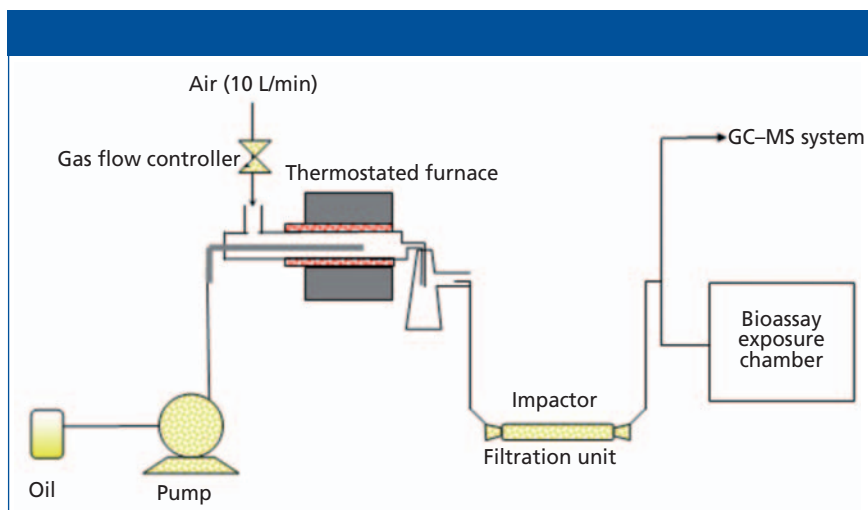 Air (10 L/min)
Gas flow controller
Thermostated furnace
GC–MS system
Bioassay
exposure
chamber
Impactor
Filtration unit
Oil
Pump